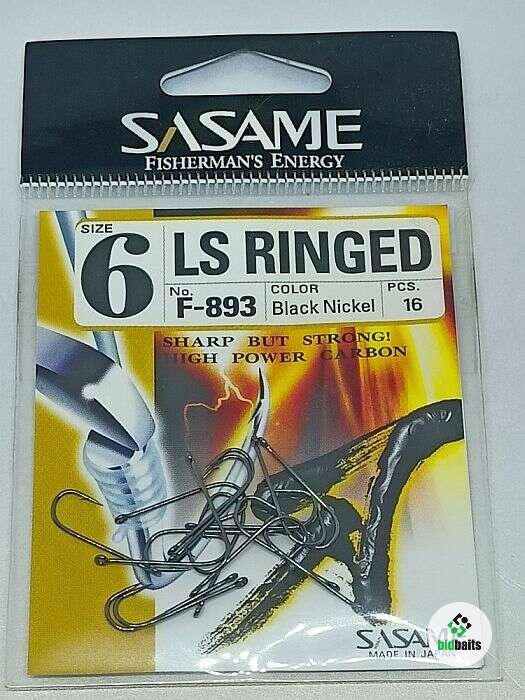 SASAME
FISHERMAN'S ENERGY
SIZE
6
LS RINGED
No.
F-893
COLOR
Black Nickel
PCS.
16
SHARP BUT STRONG!
HIGH POWER CARBON
SASAME
MADE IN JAPAN
bidbaits